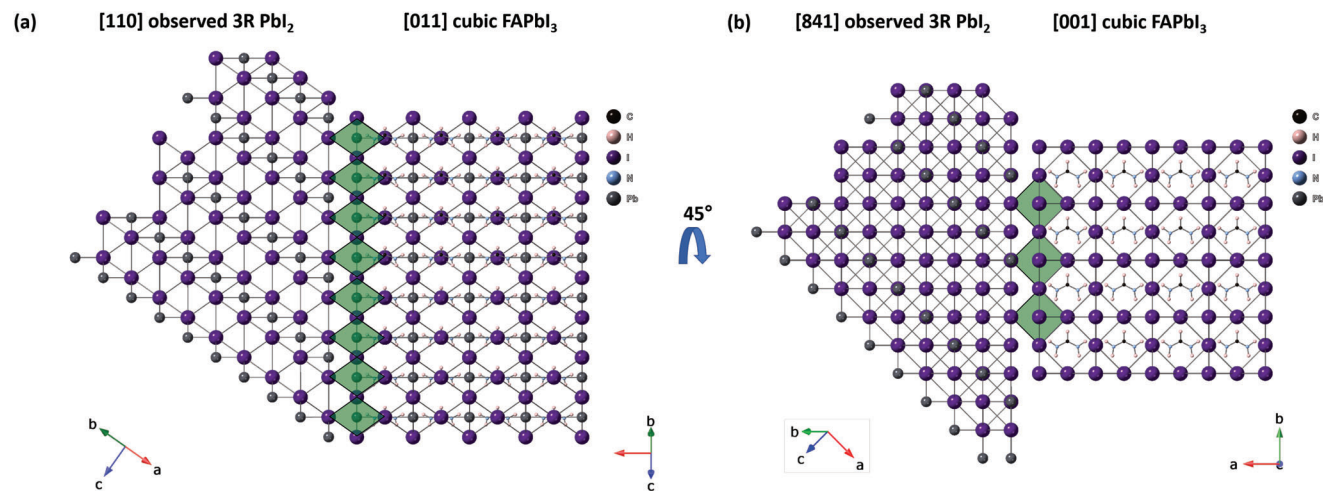 (a)
[110] observed 3R PbI₂
[011] cubic FAPbI₃
C
H
I
N
Pb
b
a
c
b
c
45°
(b)
[841] observed 3R PbI₂
[001] cubic FAPbI₃
C
H
I
N
Pb
b
c
a
b
a
c